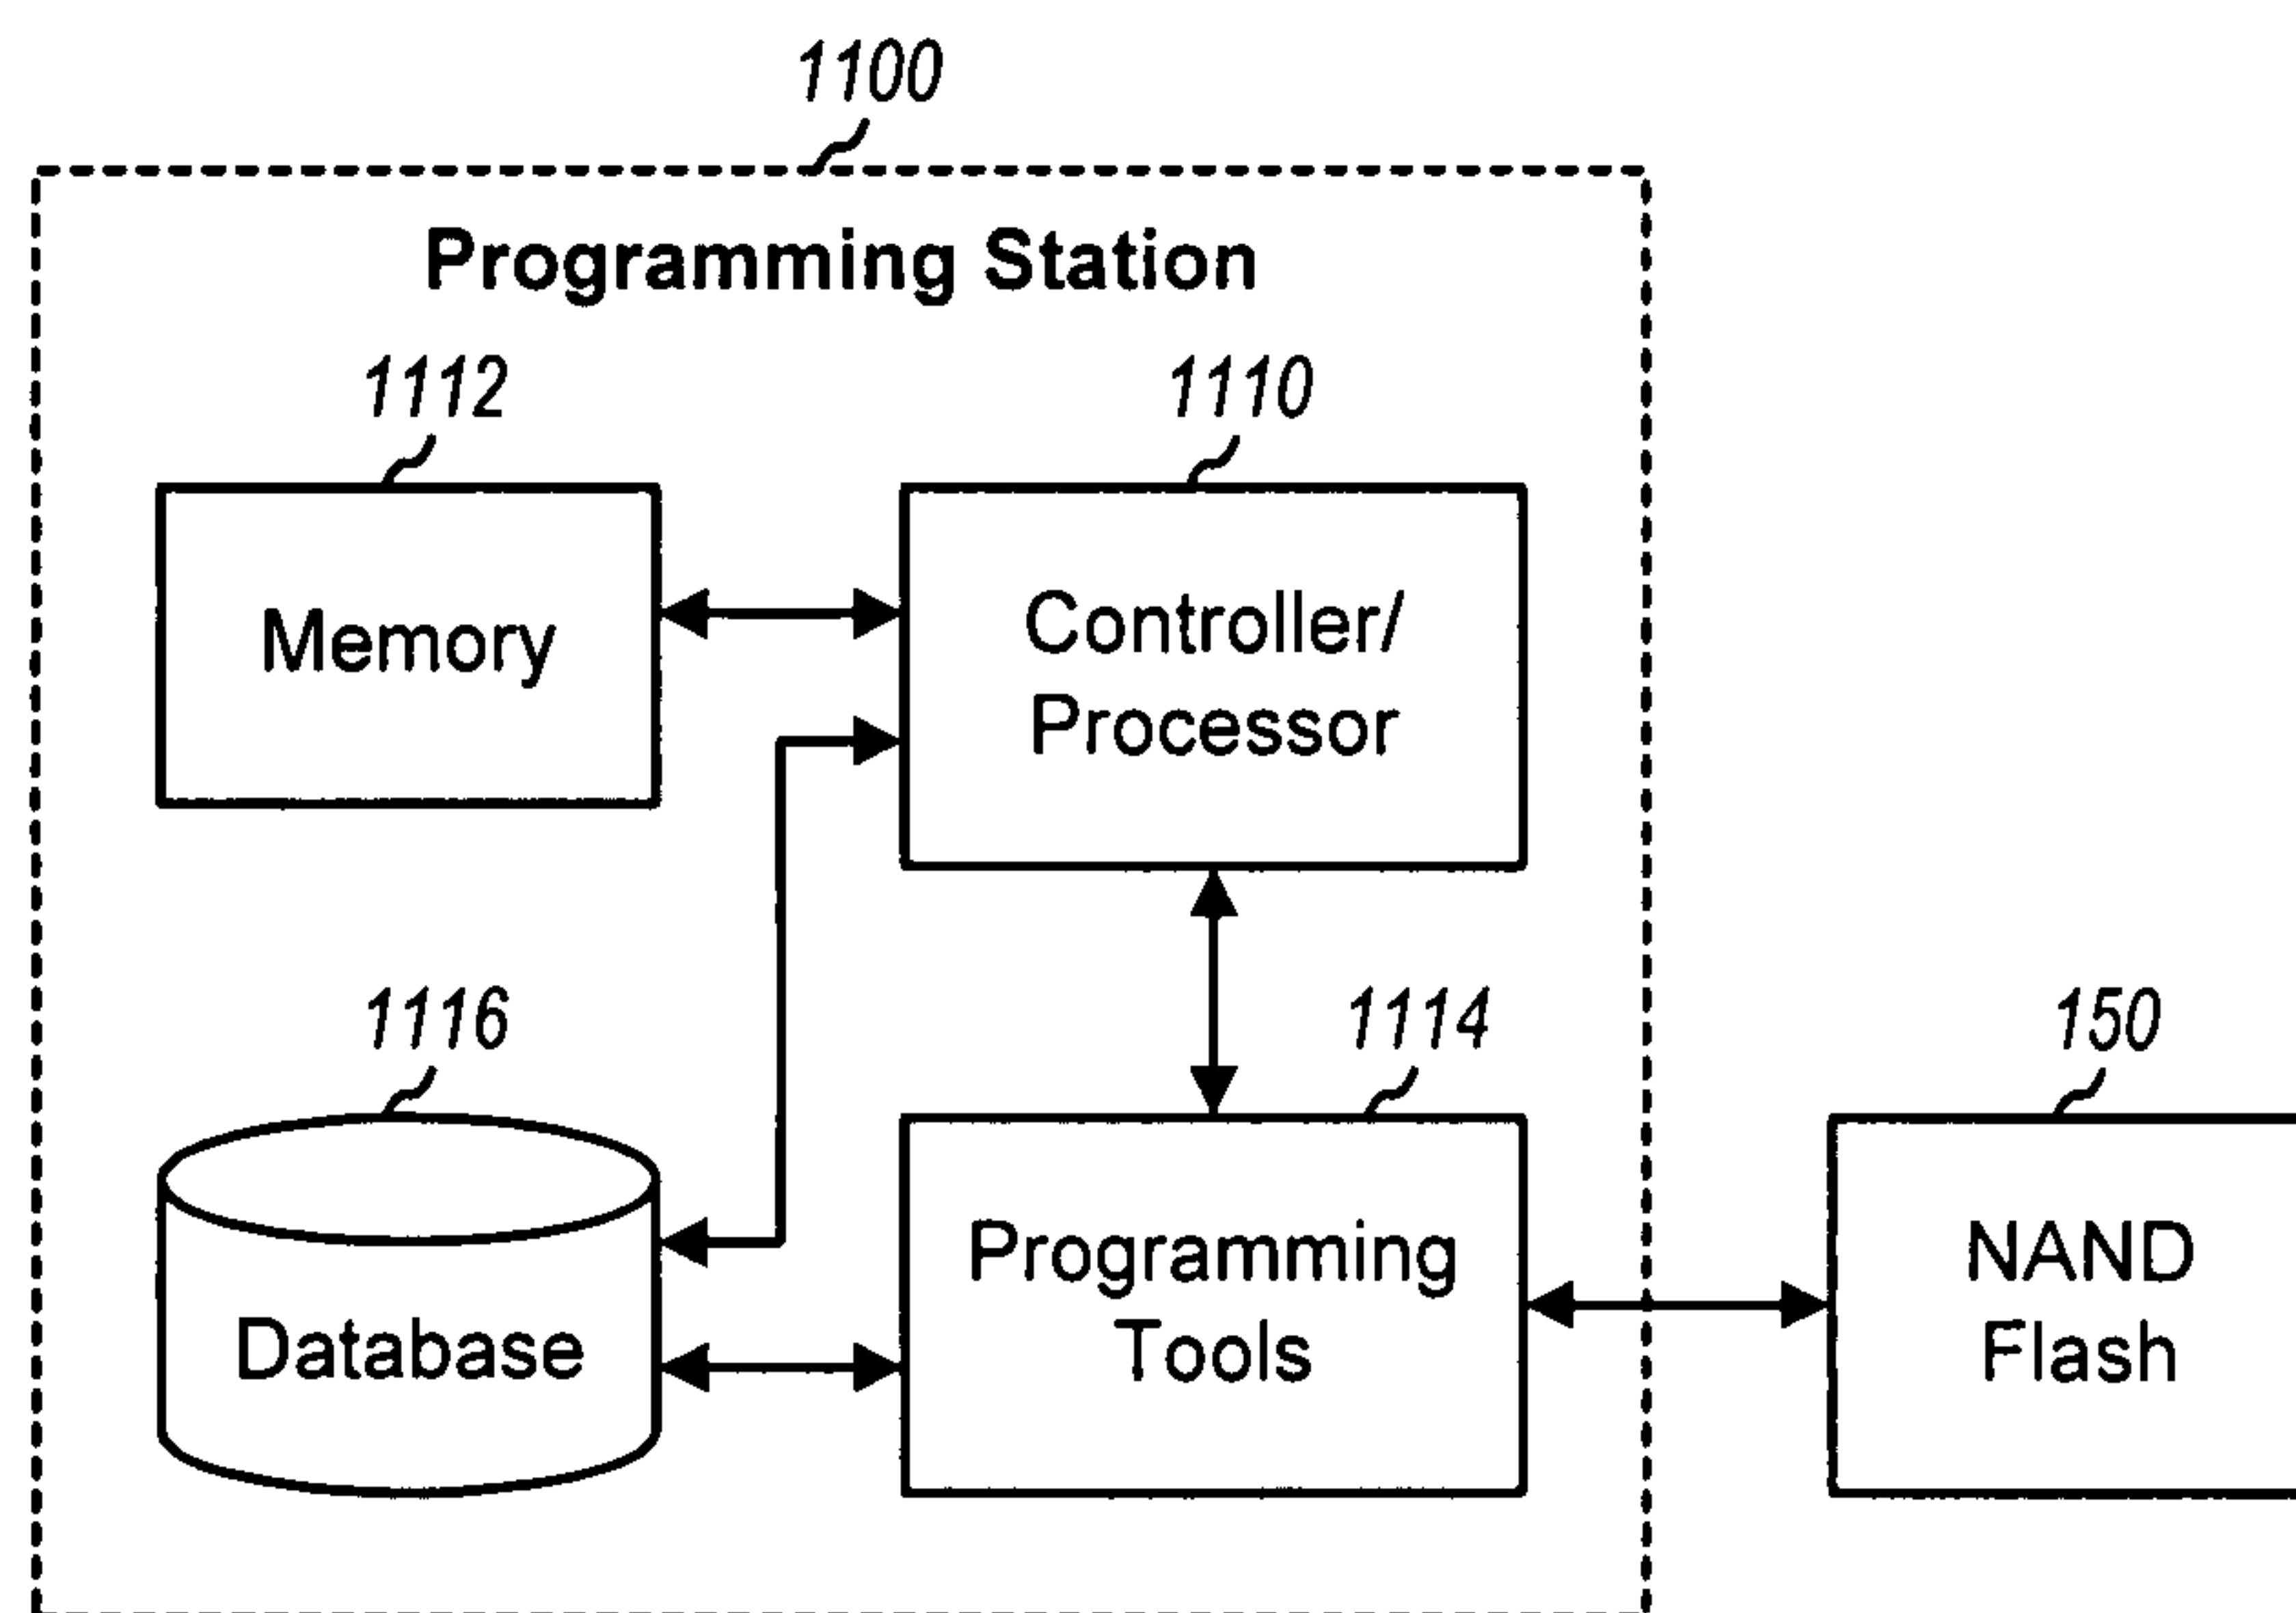 1100
Programming Station
1112
1110
Memory
Controller/
Processor
1116
1114
150
Database
Programming
Tools
NAND
Flash